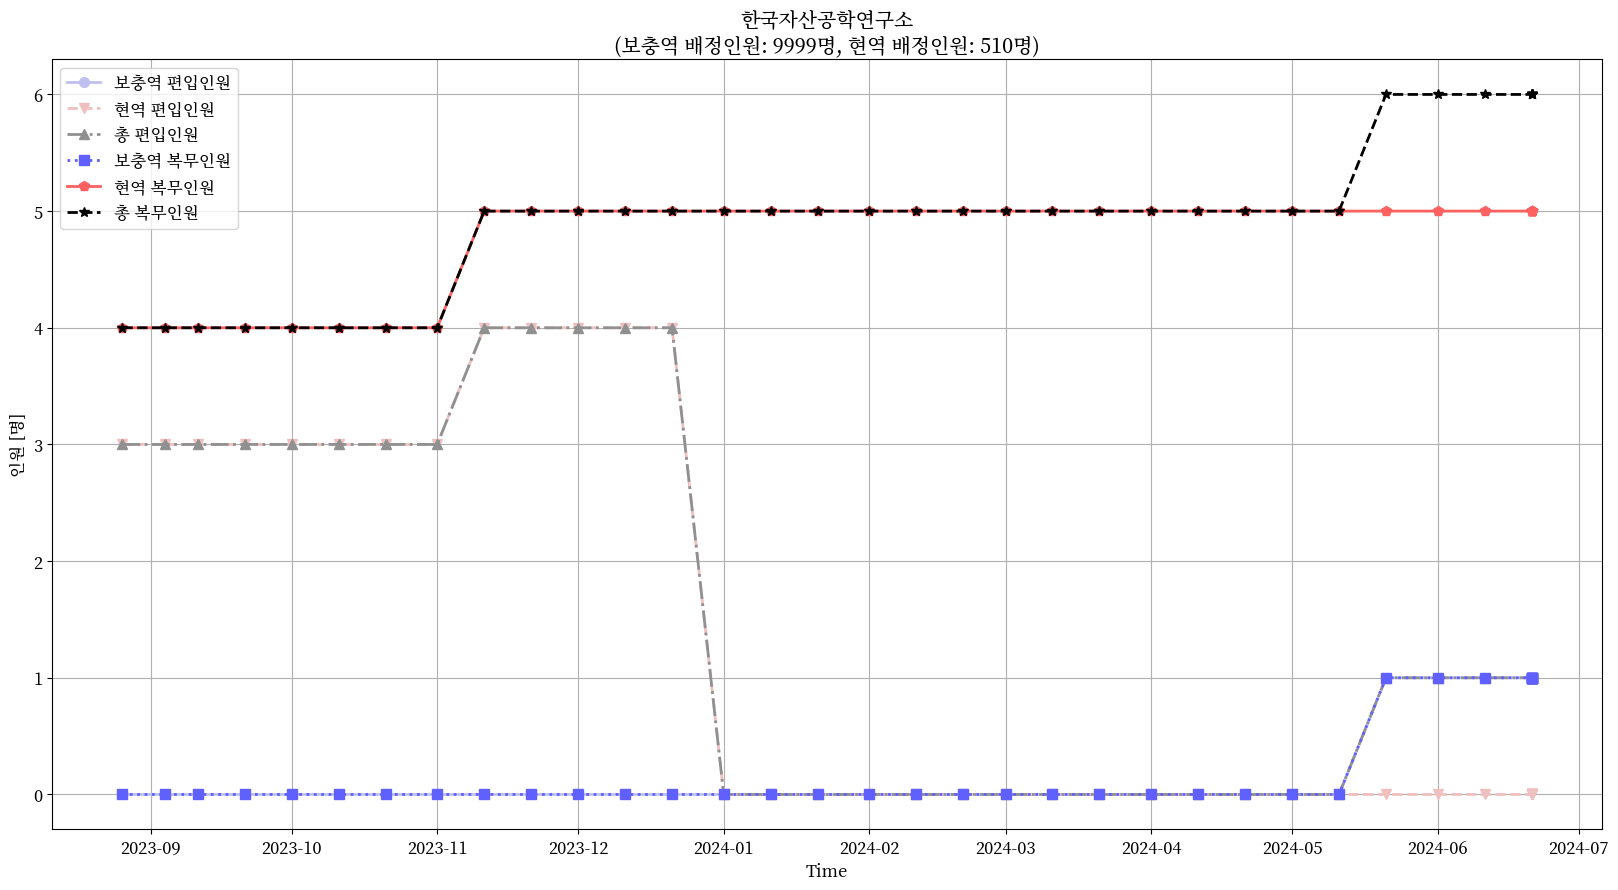 한국자산공학연구소
(보충역 배정인원: 9999명, 현역 배정인원: 510명)
보충역 편입인원
현역 편입인원
총 편입인원
보충역 복무인원
현역 복무인원
총 복무인원
인원 [명]
6
5
4
3
2
1
0
2023-09
2023-10
2023-11
2023-12
2024-01
2024-02
2024-03
2024-04
2024-05
2024-06
2024-07
Time